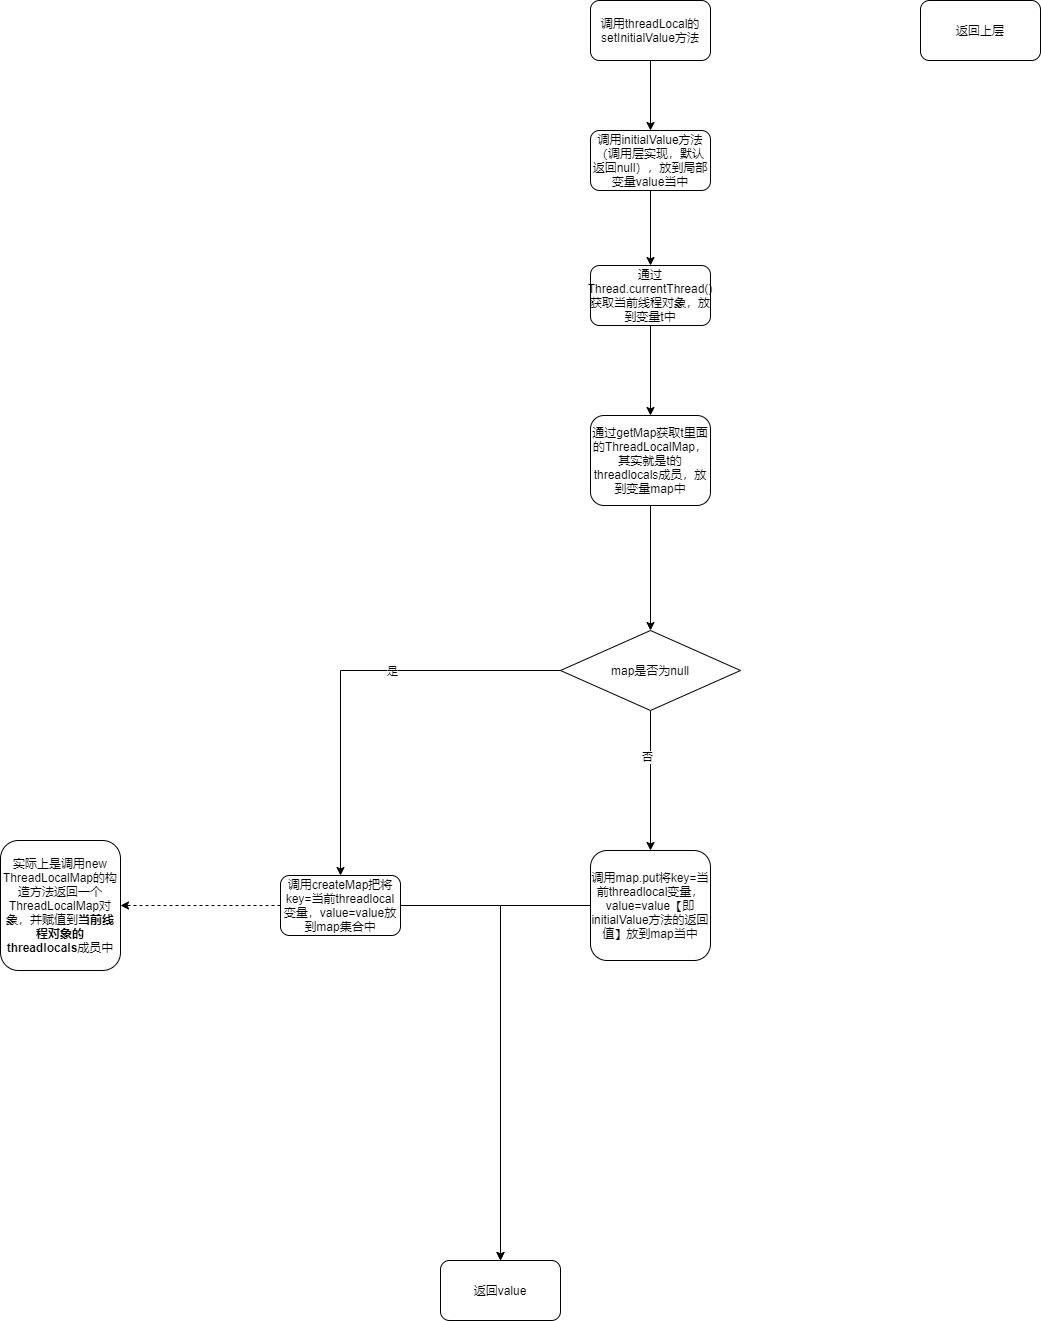 调用threadLocal的
setInitialValue方法
返回上层
调用initialValue方法
（调用层实现，默认
返回null），放到局部
变量value当中
通过
Thread.currentThread()
获取当前线程对象，放
到变量t中
通过getMap获取t里面
的ThreadLocalMap，
其实就是t的
threadlocals成员，放
到变量map中
map是否为null
是
否
实际上是调用new
ThreadLocalMap的构
造方法返回一个
ThreadLocalMap对
象，并赋值到当前线
程对象的
threadlocals成员中
调用createMap把将
key=当前threadlocal
变量，value=value放
到map集合中
调用map.put将key=当
前threadlocal变量，
value=value【即
initialValue方法的返回
值】放到map当中
返回value